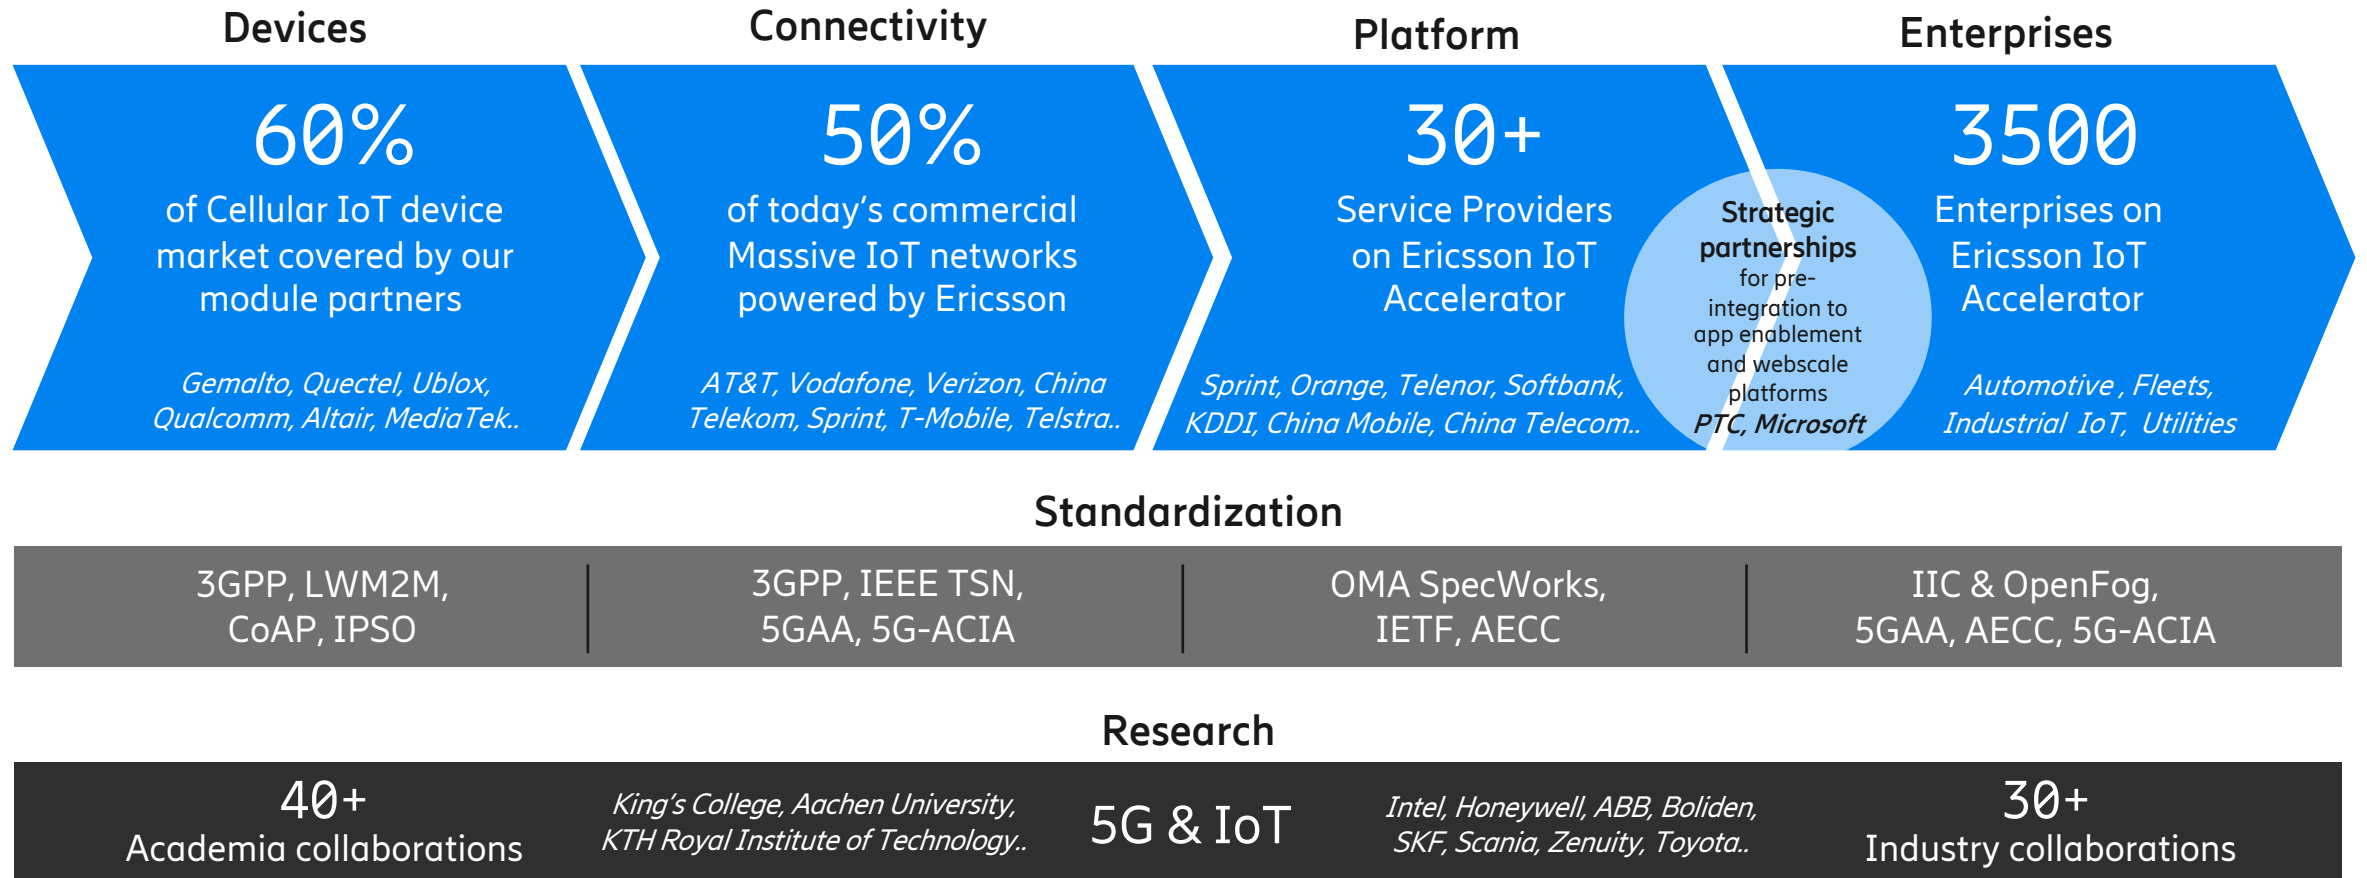 Devices
60%
of Cellular IoT device
market covered by our
module partners
Gemalto, Quectel, Ublox,
Qualcomm, Altair, MediaTek..
Connectivity
50%
of today‘s commercial
Massive IoT networks
powered by Ericsson
AT&T, Vodafone, Verizon, China
Telekom, Sprint, T-Mobile, Telstra..
Platform
30+
Service Providers
on Ericsson IoT
Accelerator
Sprint, Orange, Telenor, Softbank,
KDDI, China Mobile, China Telecom..
Strategic
partnerships
for pre-
integration to
app enablement
and webscale
platforms
PTC, Microsoft
Enterprises
3500
Enterprises on
Ericsson IoT
Accelerator
Automotive , Fleets,
Industrial IoT, Utilities
Standardization
3GPP, LWM2M,
CoAP, IPSO
3GPP, IEEE TSN,
5GAA, 5G-ACIA
OMA SpecWorks,
IETF, AECC
IIC & OpenFog,
5GAA, AECC, 5G-ACIA
Research
40+
Academia collaborations
King’s College, Aachen University,
KTH Royal Institute of Technology..
5G & IoT
Intel, Honeywell, ABB, Boliden,
SKF, Scania, Zenuity, Toyota..
30+
Industry collaborations